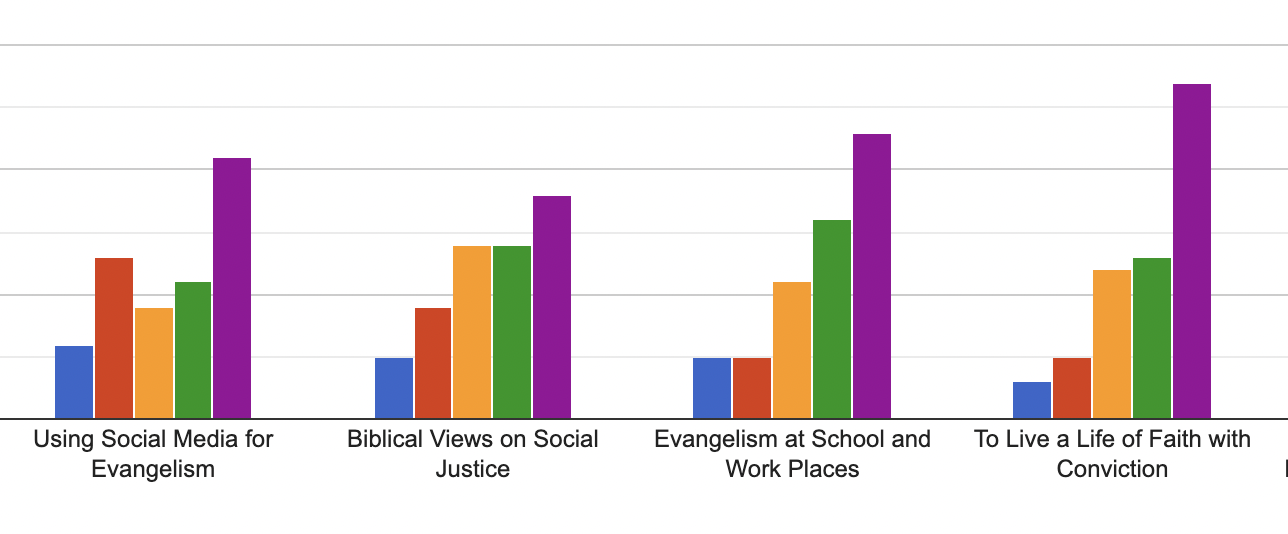 Using Social Media for
Evangelism
Biblical Views on Social
Justice
Evangelism at School and
Work Places
To Live a Life of Faith with
Conviction